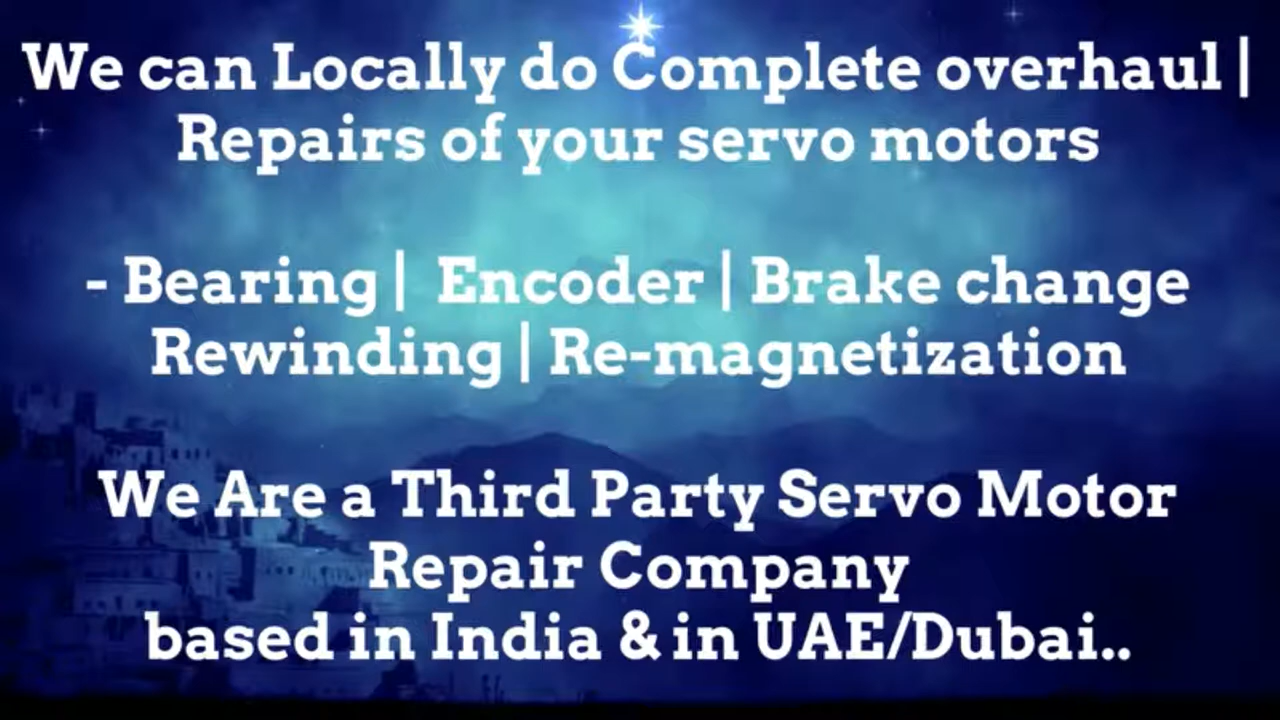 We can Locally do Complete overhaul |
Repairs of your servo motors
- Bearing | Encoder | Brake change
Rewinding | Re-magnetization
We Are a Third Party Servo Motor
Repair Company
based in India & in UAE/Dubai..